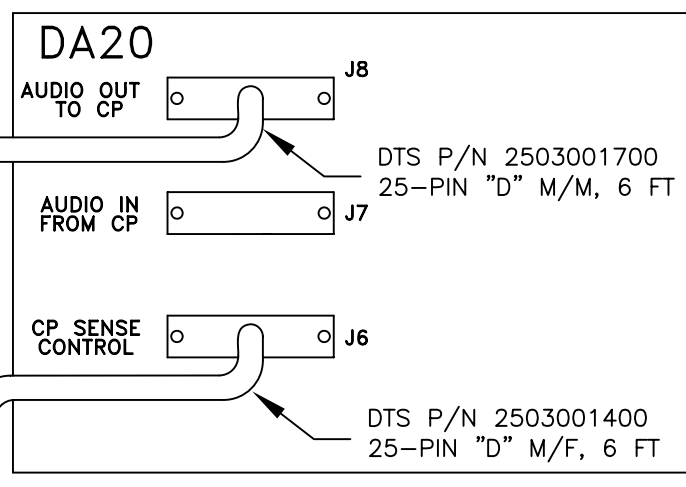 DA20
AUDIO OUT
TO CP
J8
DTS P/N 2503001700
25-PIN "D" M/M, 6 FT
AUDIO IN
FROM CP
J7
CP SENSE
CONTROL
J6
DTS P/N 2503001400
25-PIN "D" M/F, 6 FT